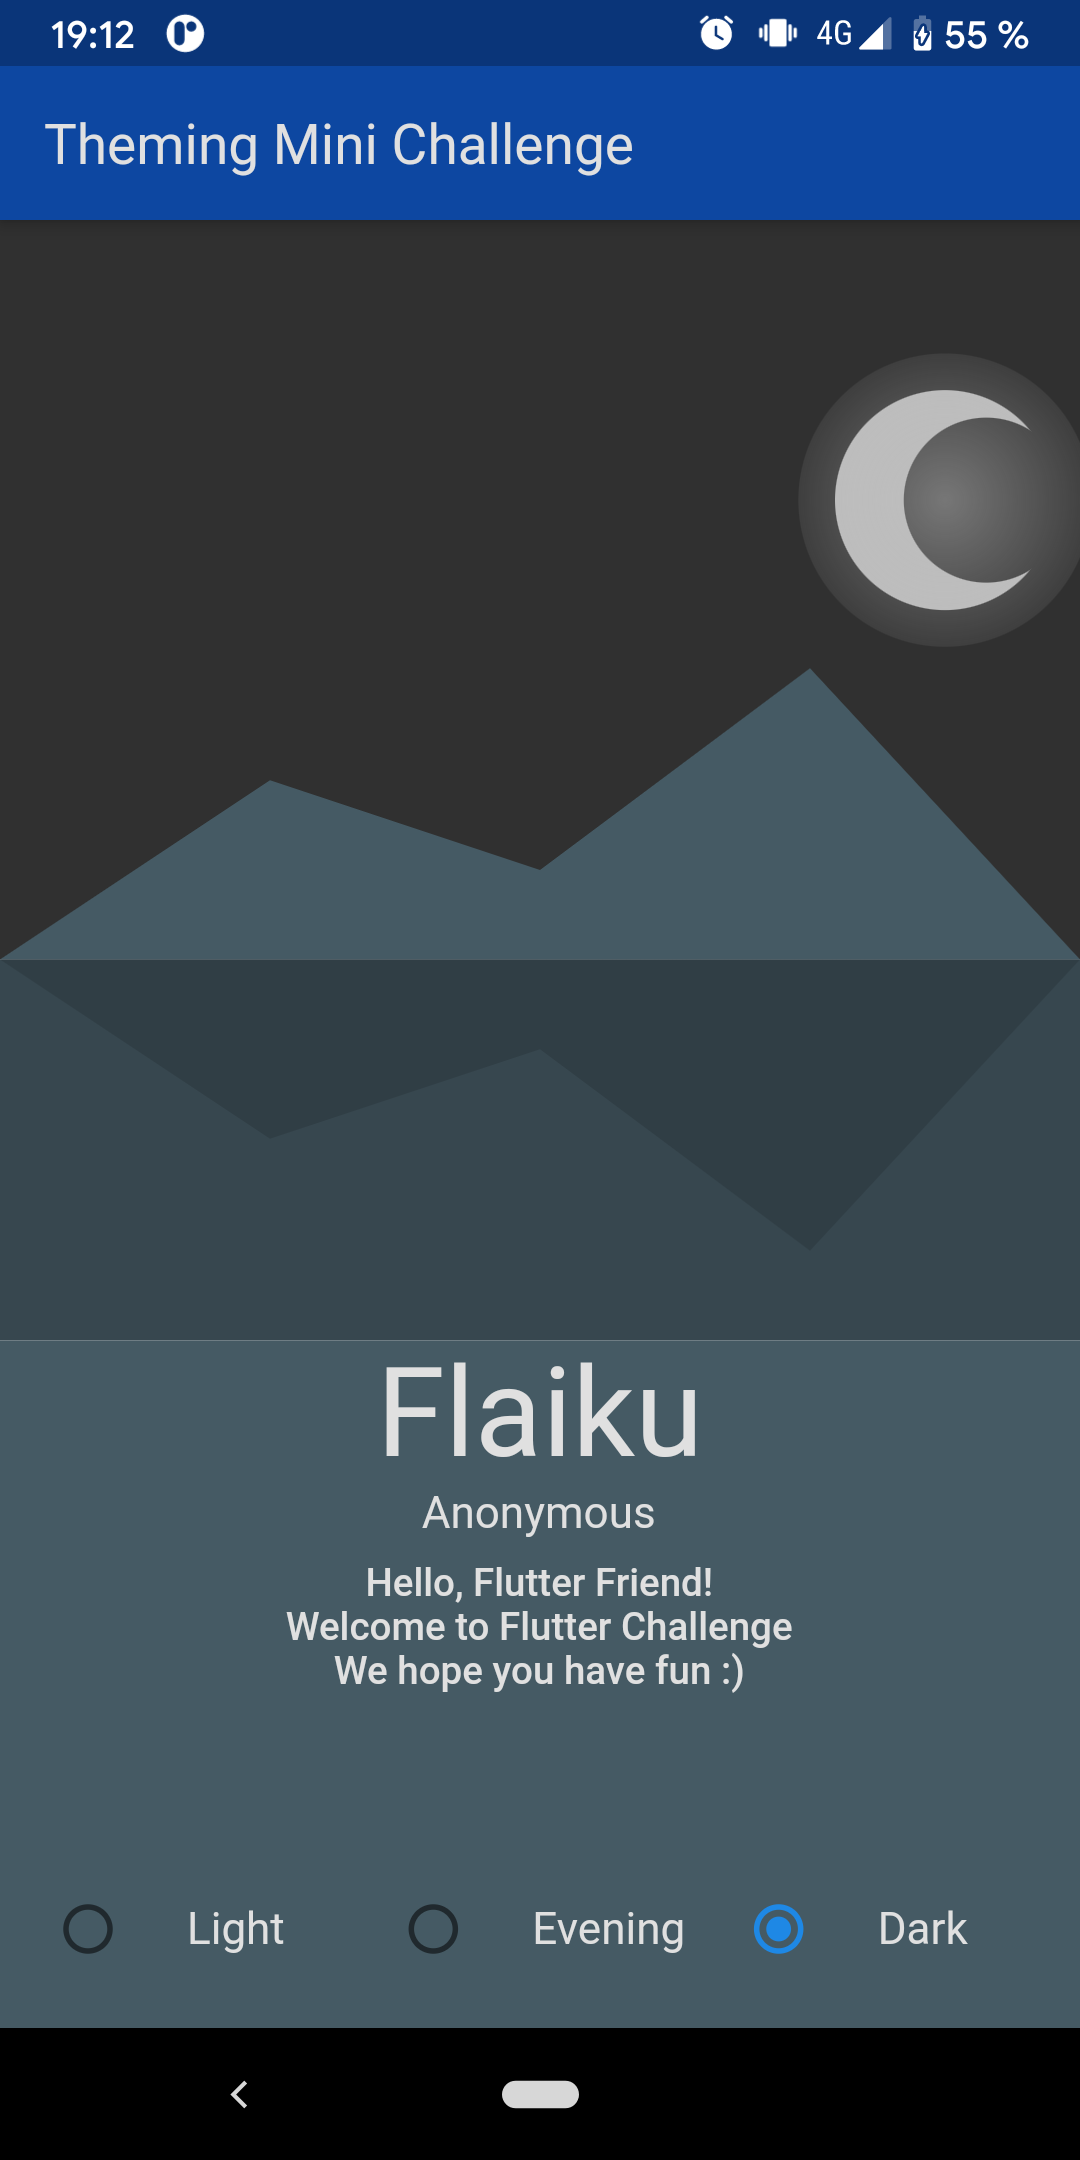 19:12 4G 55 %
Theming Mini Challenge
Flaiku
Anonymous
Hello, Flutter Friend!
Welcome to Flutter Challenge
We hope you have fun :)
Light Evening Dark